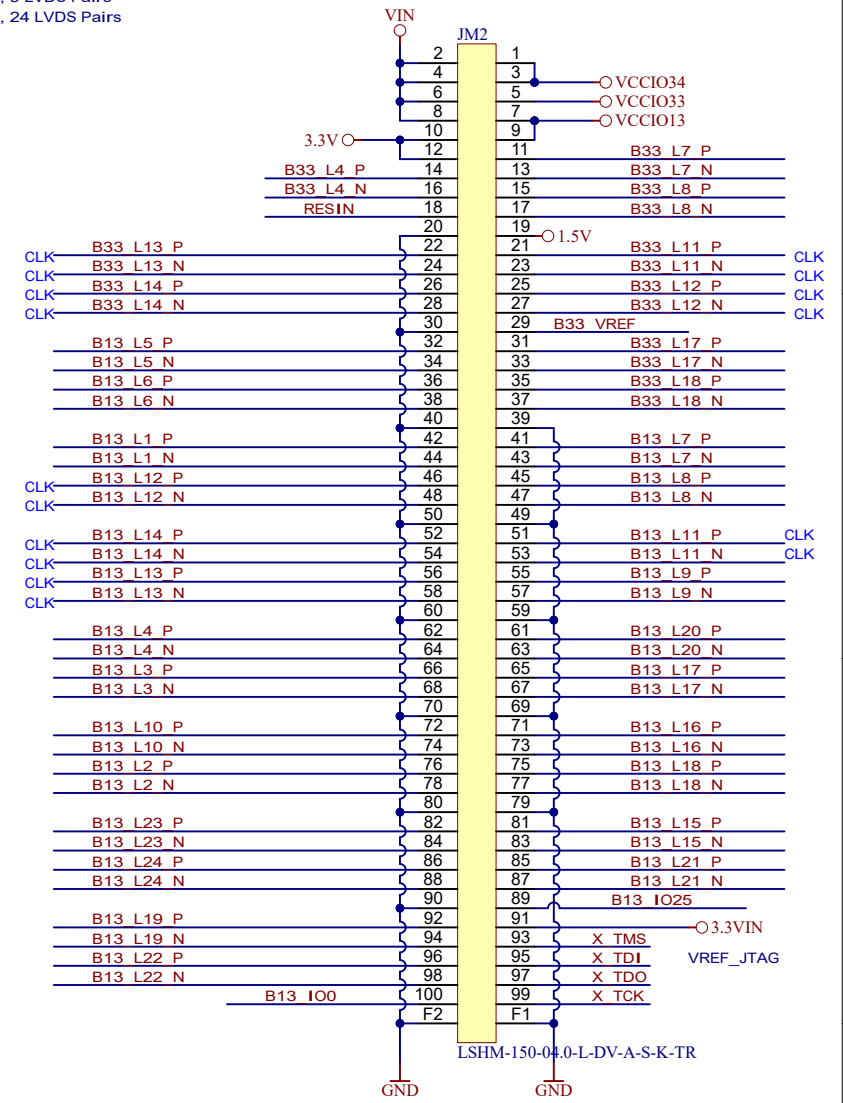 , 24 LVDS Pairs
VIN
JM2
2 1
4 3 VCCIO34
6 5 VCCIO33
8 7 VCCIO13
3.3V 10 9
12 11 B33_L7_P
B33_L4_P 14 13 B33_L7_N
B33_L4_N 16 15 B33_L8_P
RESIN 18 17 B33_L8_N
20 19 1.5V
CLK B33_L13_P 22 21 B33_L11_P CLK
CLK B33_L13_N 24 23 B33_L11_N CLK
CLK B33_L14_P 26 25 B33_L12_P CLK
CLK B33_L14_N 28 27 B33_L12_N CLK
30 29 B33_VREF
B13_L5_P 32 31 B33_L17_P
B13_L5_N 34 33 B33_L17_N
B13_L6_P 36 35 B33_L18_P
B13_L6_N 38 37 B33_L18_N
40 39
B13_L1_P 42 41 B13_L7_P
B13_L1_N 44 43 B13_L7_N
CLK B13_L12_P 46 45 B13_L8_P
CLK B13_L12_N 48 47 B13_L8_N
50 49
CLK B13_L14_P 52 51 B13_L11_P CLK
CLK B13_L14_N 54 53 B13_L11_N CLK
CLK B13_L13_P 56 55 B13_L9_P
CLK B13_L13_N 58 57 B13_L9_N
60 59
B13_L4_P 62 61 B13_L20_P
B13_L4_N 64 63 B13_L20_N
B13_L3_P 66 65 B13_L17_P
B13_L3_N 68 67 B13_L17_N
70 69
B13_L10_P 72 71 B13_L16_P
B13_L10_N 74 73 B13_L16_N
B13_L2_P 76 75 B13_L18_P
B13_L2_N 78 77 B13_L18_N
80 79
B13_L23_P 82 81 B13_L15_P
B13_L23_N 84 83 B13_L15_N
B13_L24_P 86 85 B13_L21_P
B13_L24_N 88 87 B13_L21_N
90 89 B13_IO25
B13_L19_P 92 91 3.3VIN
B13_L19_N 94 93 X_TMS
B13_L22_P 96 95 X_TDI VREF_JTAG
B13_L22_N 98 97 X_TDO
B13_IO0 100 99 X_TCK
F2 F1
LSHM-150-04.0-L-DV-A-S-K-TR
GND GND